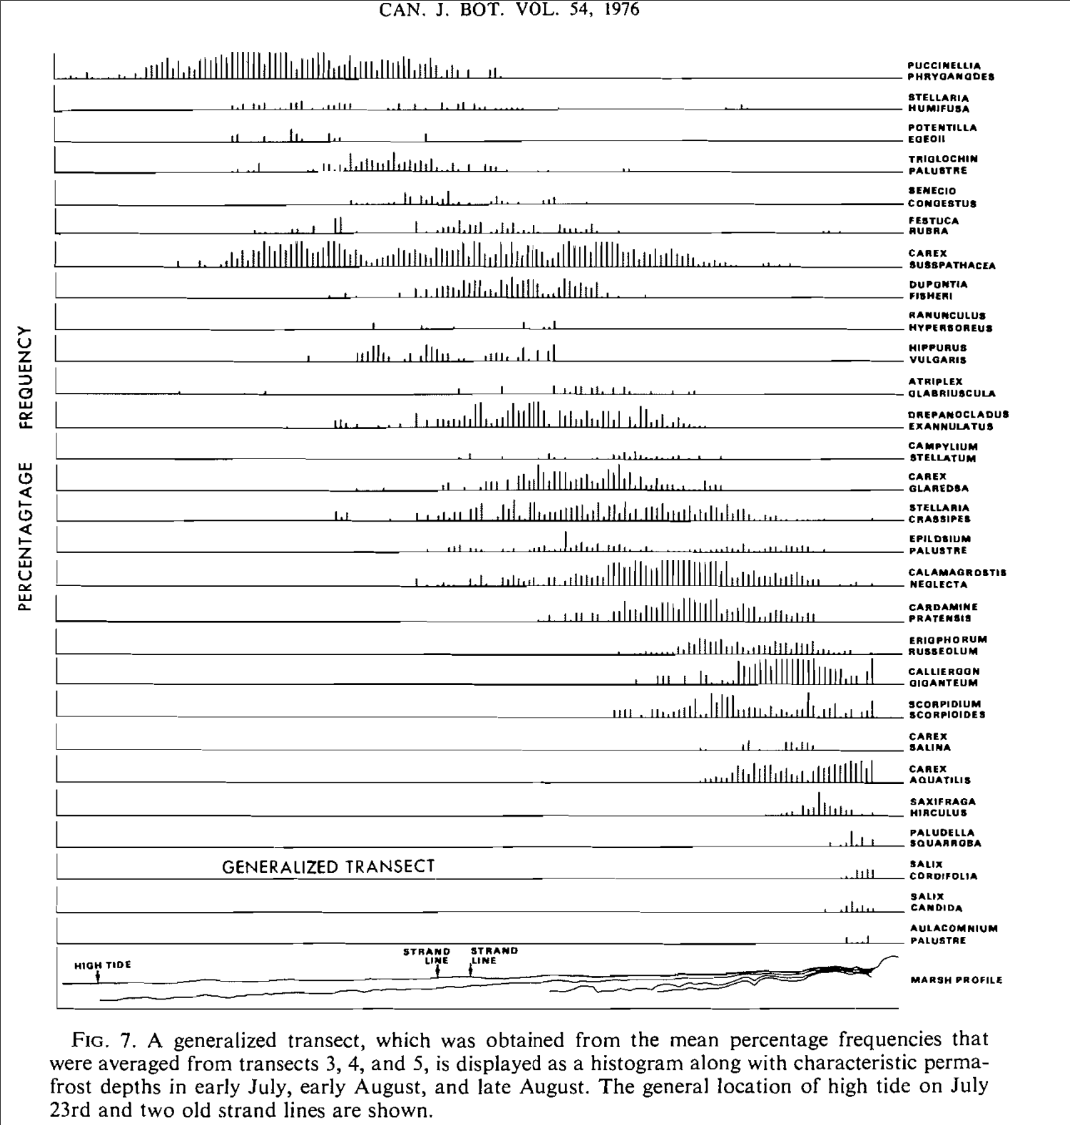 CAN. J. BOT. VOL. 54, 1976
PUCCINELLIA
PHRYGANODES
STELLARIA
HUMIFUSA
POTENTILLA
EGEDII
TRIGLOCHIN
PALUSTRE
SENECIO
CONGESTUS
FESTUCA
RUBRA
CAREX
SUBSPATHACEA
DUPONTIA
FISHERI
RANUNCULUS
HYPERBOREUS
HIPPURUS
VULGARIS
ATRIPLEX
GLABRIUSCULA
DREPANOCLADUS
EXANNULATUS
CAMPYLIUM
STELLATUM
CAREX
GLAREOSA
STELLARIA
CRASSIPES
EPILOBIUM
PALUSTRE
CALAMAGROSTIS
NEGLECTA
CARDAMINE
PRATENSIS
ERIOPHORUM
RUSSEOLUM
CALLIERGON
GIGANTEUM
SCORPIDIUM
SCORPIOIDES
CAREX
SALINA
CAREX
AQUATILIS
SAXIFRAGA
HIRCULUS
PALUDELLA
SQUARROSA
SALIX
CORDIFOLIA
SALIX
CANDIDA
AULACOMNIUM
PALUSTRE
MARSH PROFILE
PERCENTAGTAGE FREQUENCY
GENERALIZED TRANSECT
HIGH TIDE
STRAND
LINE
STRAND
LINE
FIG. 7. A generalized transect, which was obtained from the mean percentage frequencies that
were averaged from transects 3, 4, and 5, is displayed as a histogram along with characteristic perma-
frost depths in early July, early August, and late August. The general location of high tide on July
23rd and two old strand lines are shown.